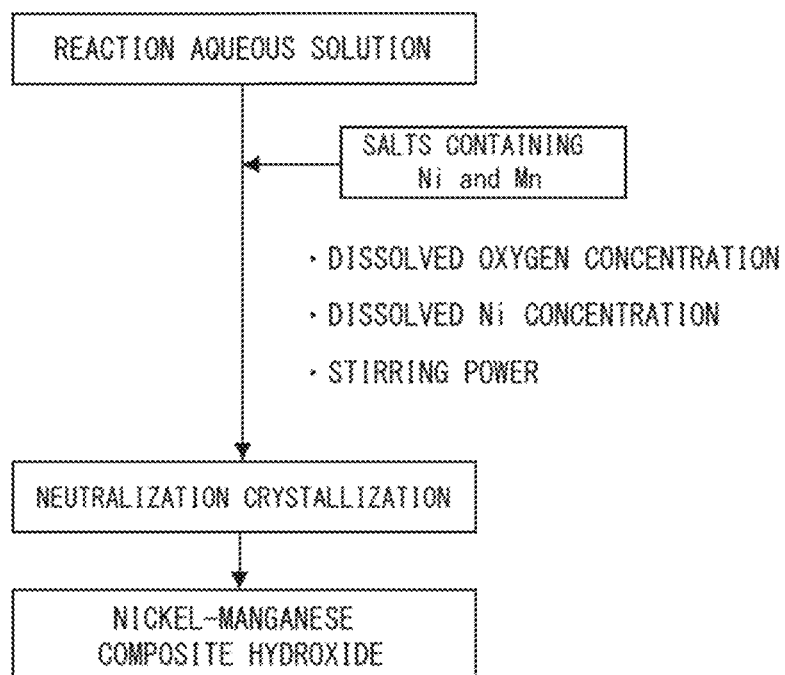 REACTION AQUEOUS SOLUTION
SALTS CONTAINING
Ni and Mn
・DISSOLVED OXYGEN CONCENTRATION
・DISSOLVED Ni CONCENTRATION
・STIRRING POWER
NEUTRALIZATION CRYSTALLIZATION
NICKEL-MANGANESE
COMPOSITE HYDROXIDE